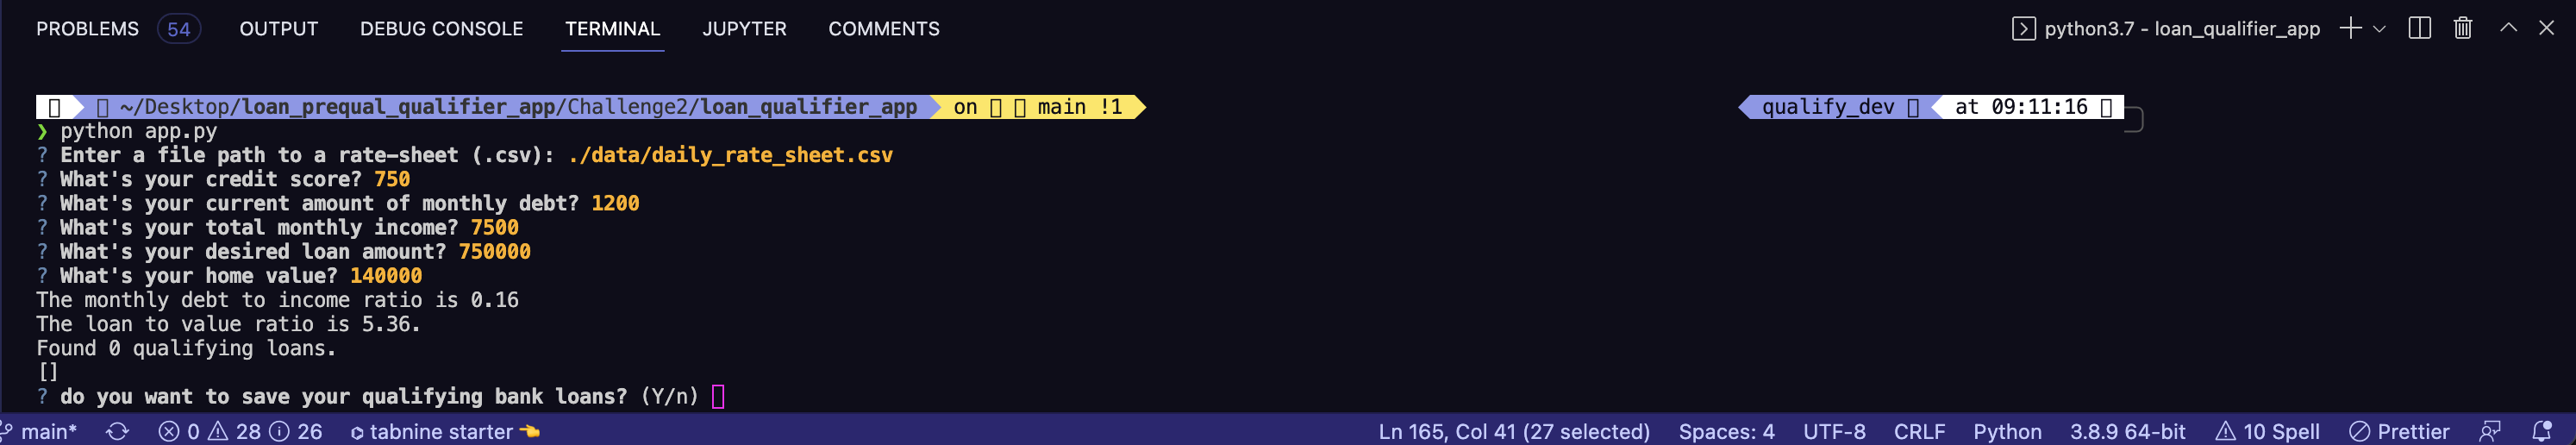 PROBLEMS 54 OUTPUT DEBUG CONSOLE TERMINAL JUPYTER COMMENTS python3.7 - loan_qualifier_app
~/Desktop/loan_prequal_qualifier_app/Challenge2/loan_qualifier_app on main !1 qualify_dev at 09:11:16
❯ python app.py
? Enter a file path to a rate-sheet (.csv): ./data/daily_rate_sheet.csv
? What's your credit score? 750
? What's your current amount of monthly debt? 1200
? What's your total monthly income? 7500
? What's your desired loan amount? 750000
? What's your home value? 140000
The monthly debt to income ratio is 0.16
The loan to value ratio is 5.36.
Found 0 qualifying loans.
[]
? do you want to save your qualifying bank loans? (Y/n)
main* 0 28 26 tabnine starter 👈 Ln 165, Col 41 (27 selected) Spaces: 4 UTF-8 CRLF Python 3.8.9 64-bit 10 Spell Prettier